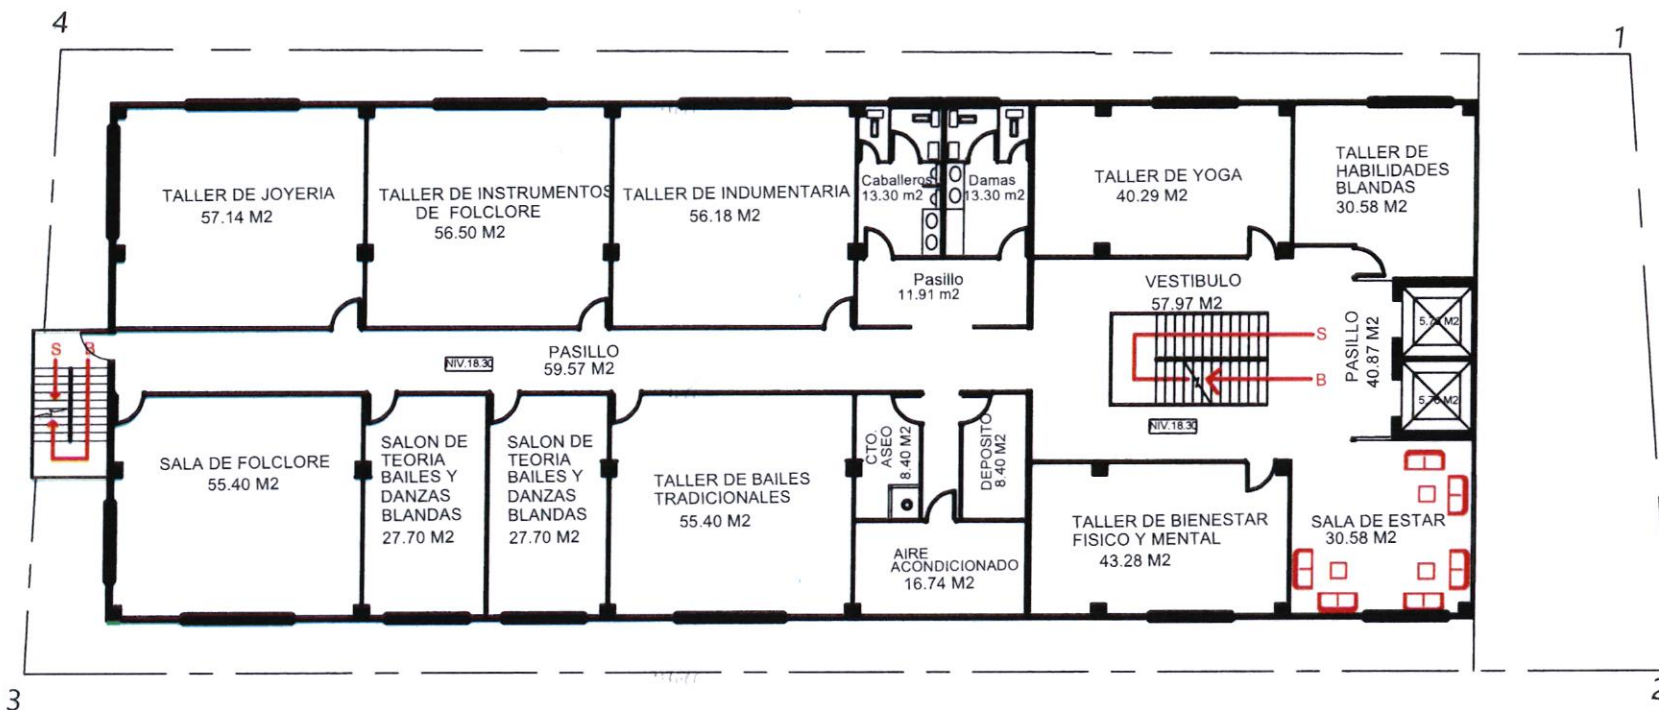 4
1
TALLER DE JOYERIA
57.14 M2
TALLER DE INSTRUMENTOS
DE FOLCLORE
56.50 M2
TALLER DE INDUMENTARIA
56.18 M2
Caballeros
13.30 m2
Damas
13.30 m2
TALLER DE YOGA
40.29 M2
TALLER DE
HABILIDADES
BLANDAS
30.58 M2
Pasillo
11.91 m2
VESTIBULO
57.97 M2
S
B
S
B
NIV.18.30
PASILLO
59.57 M2
NIV.18.30
PASILLO
40.87 M2
M2
M2
SALA DE FOLCLORE
55.40 M2
SALON DE
TEORIA
BAILES Y
DANZAS
BLANDAS
27.70 M2
SALON DE
TEORIA
BAILES Y
DANZAS
BLANDAS
27.70 M2
TALLER DE BAILES
TRADICIONALES
55.40 M2
CTO.
ASEO
8.40 M2
DEPOSITO
8.40 M2
AIRE
ACONDICIONADO
16.74 M2
TALLER DE BIENESTAR
FISICO Y MENTAL
43.28 M2
SALA DE ESTAR
30.58 M2
3
2